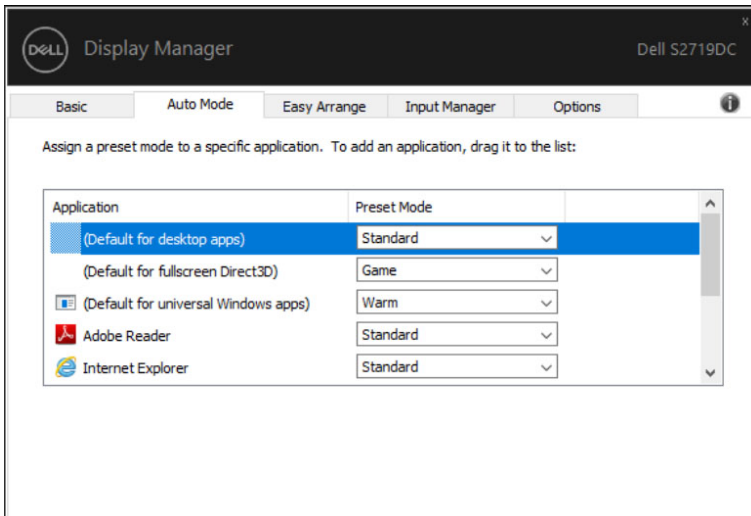 DELL
Display Manager
Dell S2719DC
x
Basic
Auto Mode
Easy Arrange
Input Manager
Options
i
Assign a preset mode to a specific application. To add an application, drag it to the list:
Application Preset Mode
(Default for desktop apps) Standard
(Default for fullscreen Direct3D) Game
(Default for universal Windows apps) Warm
Adobe Reader Standard
Internet Explorer Standard